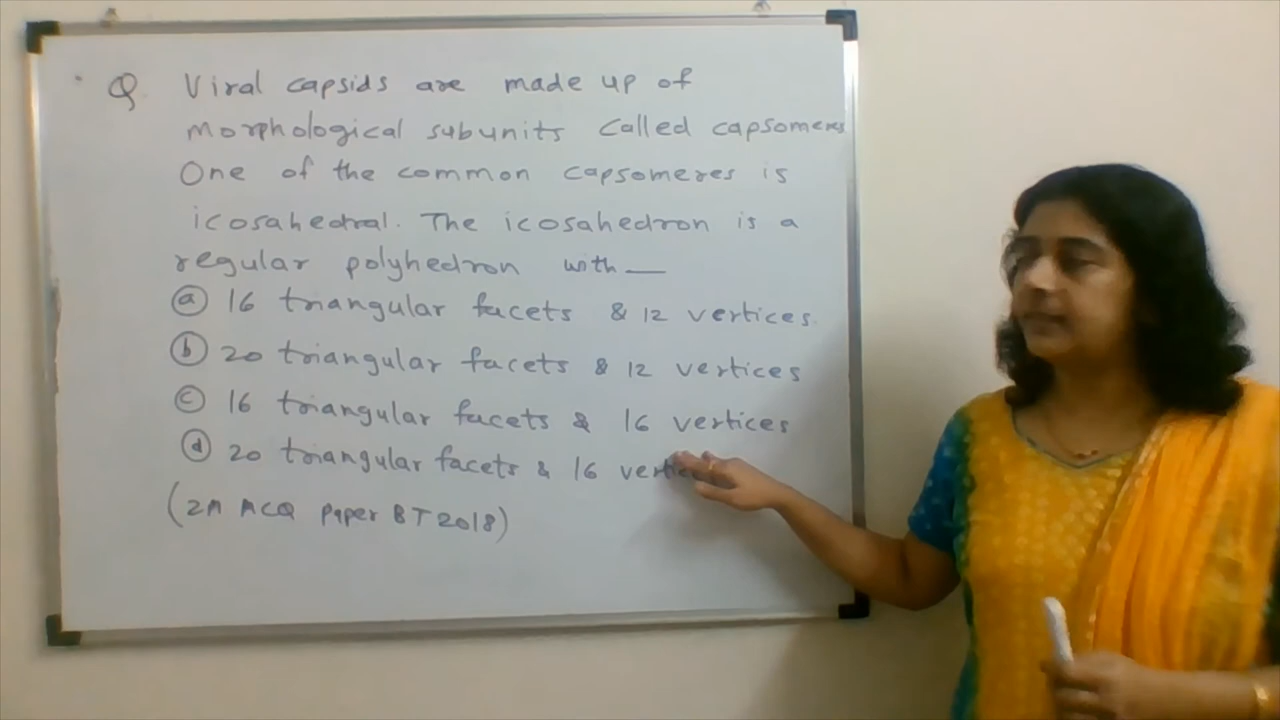 Q Viral capsids are made up of
morphological subunits called capsomeres
One of the common capsomeres is
icosahedral. The icosahedron is a
regular polyhedron with __
(a) 16 triangular facets & 12 vertices.
(b) 20 triangular facets & 12 vertices
(c) 16 triangular facets & 16 vertices
(d) 20 triangular facets & 16
(2M MCQ Paper BT 2018)